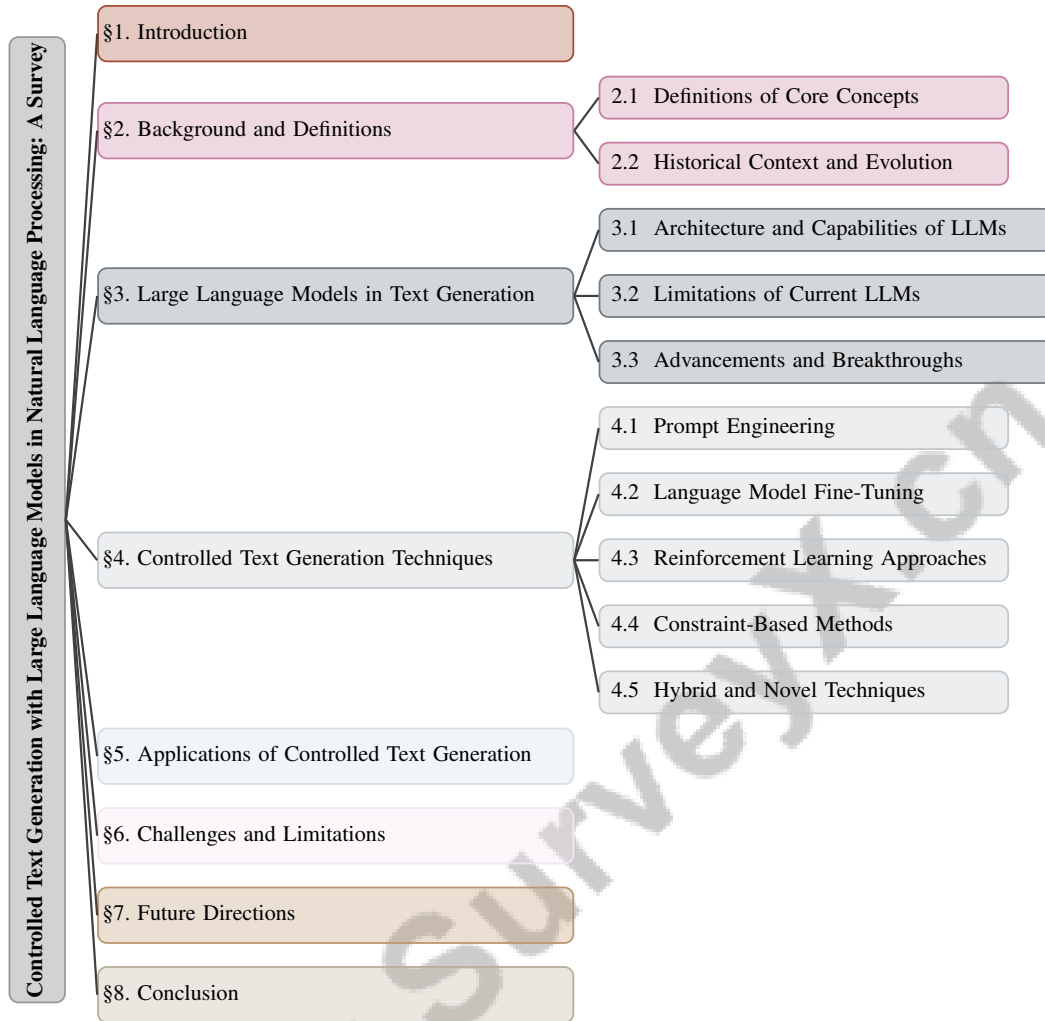 Controlled Text Generation with Large Language Models in Natural Language Processing: A Survey
§1. Introduction
§2. Background and Definitions
2.1 Definitions of Core Concepts
2.2 Historical Context and Evolution
§3. Large Language Models in Text Generation
3.1 Architecture and Capabilities of LLMs
3.2 Limitations of Current LLMs
3.3 Advancements and Breakthroughs
§4. Controlled Text Generation Techniques
4.1 Prompt Engineering
4.2 Language Model Fine-Tuning
4.3 Reinforcement Learning Approaches
4.4 Constraint-Based Methods
4.5 Hybrid and Novel Techniques
§5. Applications of Controlled Text Generation
§6. Challenges and Limitations
§7. Future Directions
§8. Conclusion
SurveyX.cn